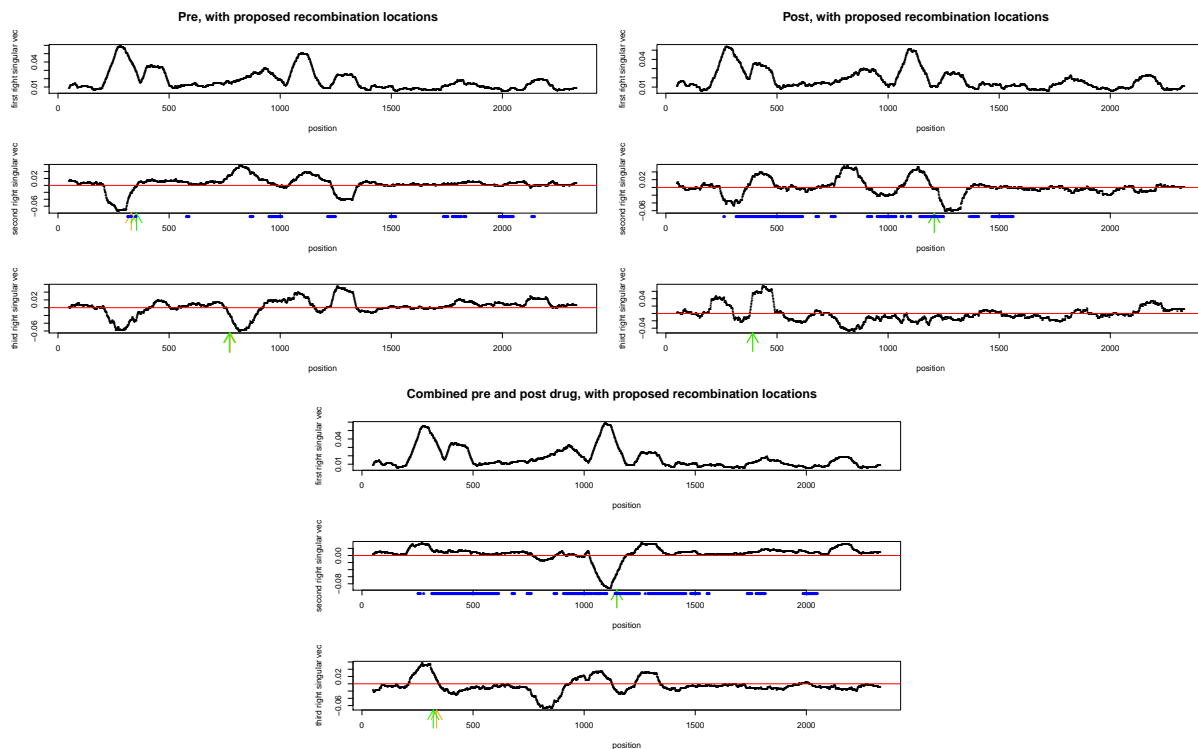 Pre, with proposed recombination locations
first right singular vec
0.01 0.04
0 500 1000 1500 2000
position
second right singular vec
−0.06 0.02
0 500 1000 1500 2000
position
third right singular vec
−0.06 0.02
0 500 1000 1500 2000
position
Post, with proposed recombination locations
first right singular vec
0.01 0.04
0 500 1000 1500 2000
position
second right singular vec
−0.06 0.02
0 500 1000 1500 2000
position
third right singular vec
−0.04 0.04
0 500 1000 1500 2000
position
Combined pre and post drug, with proposed recombination locations
first right singular vec
0.01 0.04
0 500 1000 1500 2000
position
second right singular vec
−0.08 0.00
0 500 1000 1500 2000
position
third right singular vec
−0.06 0.02
0 500 1000 1500 2000
position